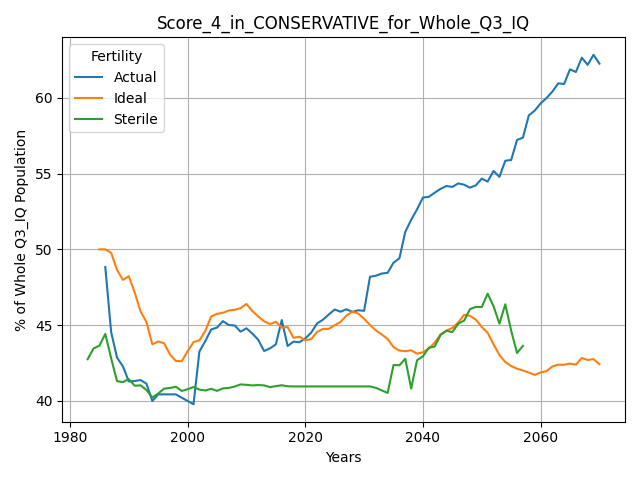 Score_4_in_CONSERVATIVE_for_Whole_Q3_IQ
Fertility
Actual
Ideal
Sterile
% of Whole Q3_IQ Population
60
55
50
45
40
1980
2000
2020
2040
2060
Years